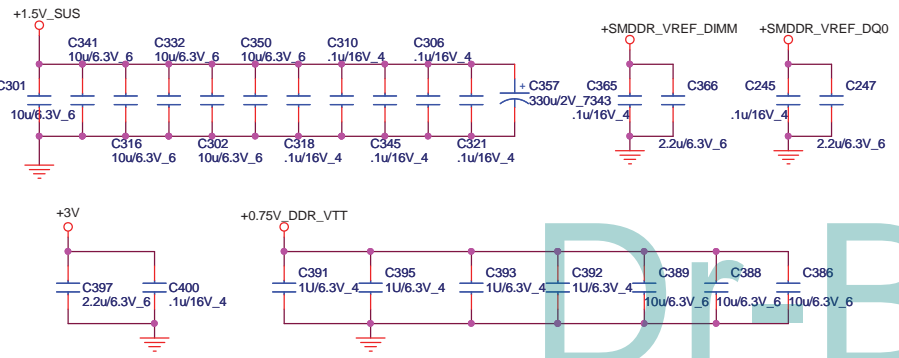 +1.5V_SUS
C341
10u/6.3V_6
C332
10u/6.3V_6
C350
10u/6.3V_6
C310
.1u/16V_4
C306
.1u/16V_4
C301
10u/6.3V_6
+ C357
330u/2V_7343
C316
10u/6.3V_6
C302
10u/6.3V_6
C318
.1u/16V_4
C345
.1u/16V_4
C321
.1u/16V_4
+SMDDR_VREF_DIMM
C365
.1u/16V_4
C366
2.2u/6.3V_6
+SMDDR_VREF_DQ0
C245
.1u/16V_4
C247
2.2u/6.3V_6
+3V
C397
2.2u/6.3V_6
C400
.1u/16V_4
+0.75V_DDR_VTT
C391
1U/6.3V_4
C395
1U/6.3V_4
C393
1U/6.3V_4
C392
1U/6.3V_4
C389
10u/6.3V_6
C388
10u/6.3V_6
C386
10u/6.3V_6
Dr-B